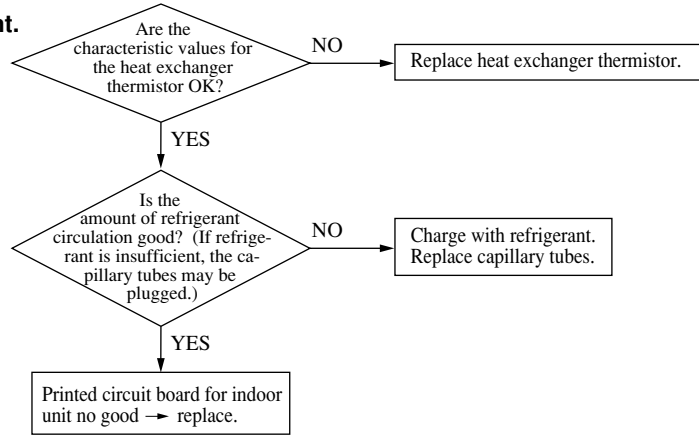 nt.
Are the
characteristic values for
the heat exchanger
thermistor OK?
NO
Replace heat exchanger thermistor.
YES
Is the
amount of refrigerant
circulation good? (If refrige-
rant is insufficient, the ca-
pillary tubes may be
plugged.)
NO
Charge with refrigerant.
Replace capillary tubes.
YES
Printed circuit board for indoor
unit no good → replace.